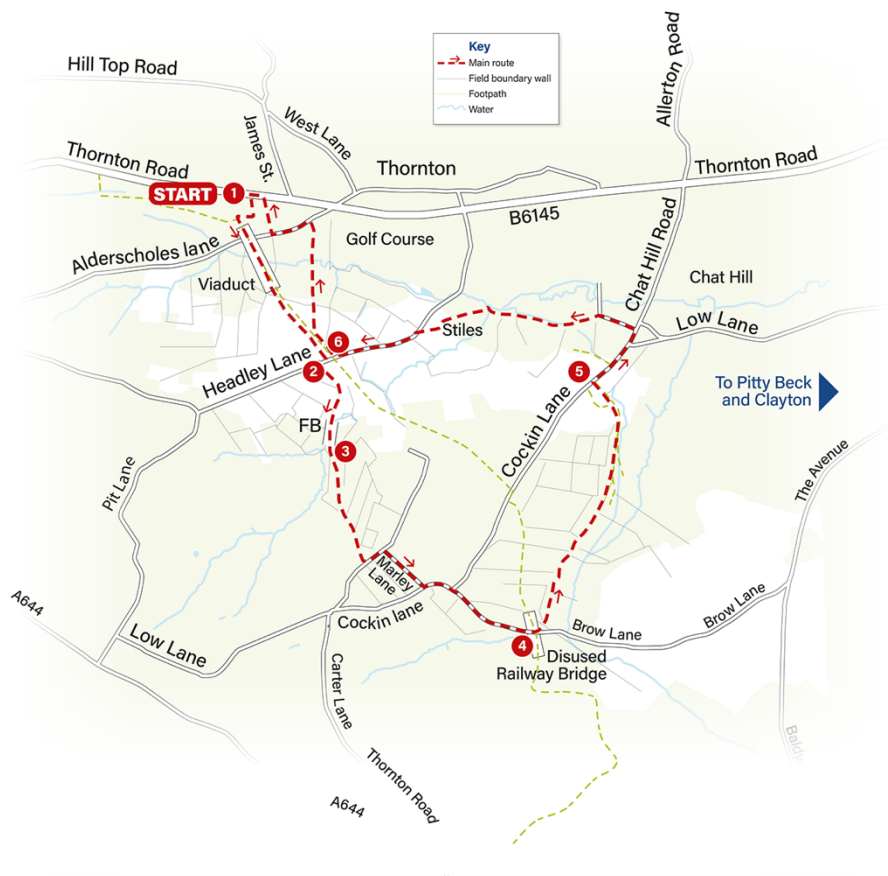 Key
Main route
Field boundary wall
Footpath
Water
Hill Top Road
Allerton Road
West Lane
James St.
Thornton Road
Thornton
Thornton Road
START 1
B6145
Alderscholes lane
Golf Course
Chat Hill Road
Chat Hill
Viaduct
Low Lane
Stiles
6
Headley Lane
2
5
To Pitty Beck
and Clayton
Cockin Lane
FB
3
The Avenue
Pit Lane
Marley
Lane
A644
Cockin lane
Brow Lane
Brow Lane
Low Lane
4
Disused
Railway Bridge
Carter Lane
Thornton Road
A644